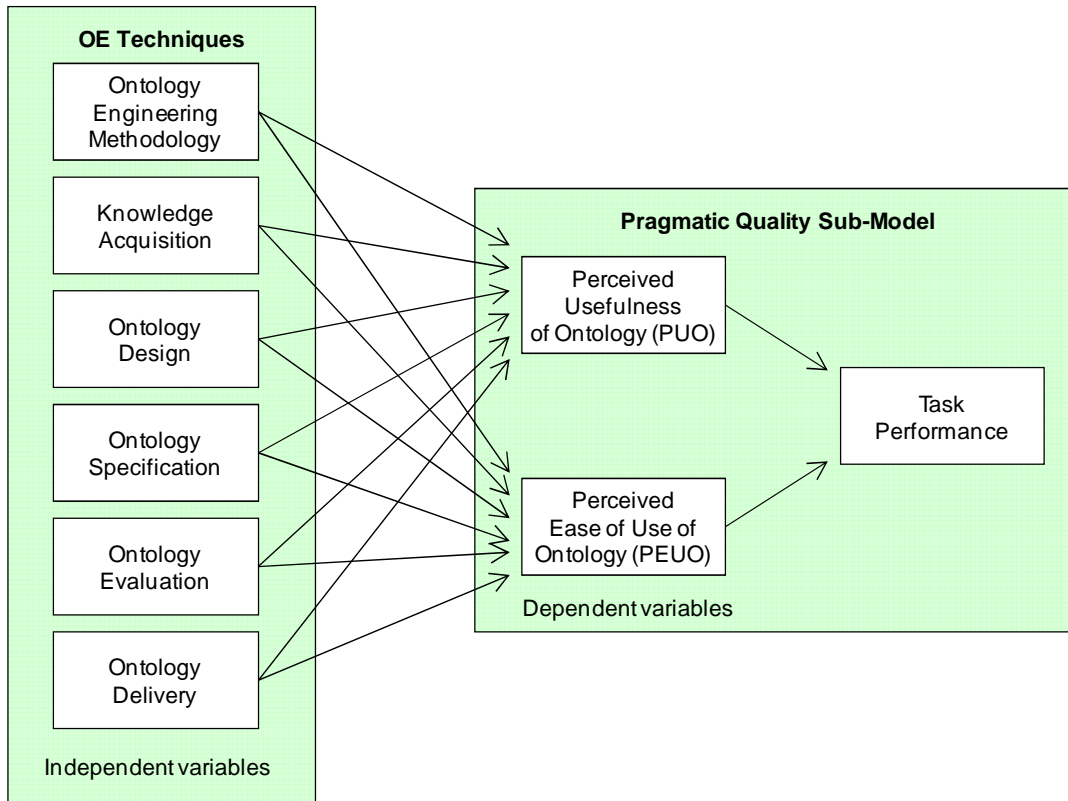 OE Techniques
Ontology
Engineering
Methodology
Knowledge
Acquisition
Ontology
Design
Ontology
Specification
Ontology
Evaluation
Ontology
Delivery
Independent variables
Pragmatic Quality Sub-Model
Perceived
Usefulness
of Ontology (PUO)
Task
Performance
Perceived
Ease of Use of
Ontology (PEUO)
Dependent variables